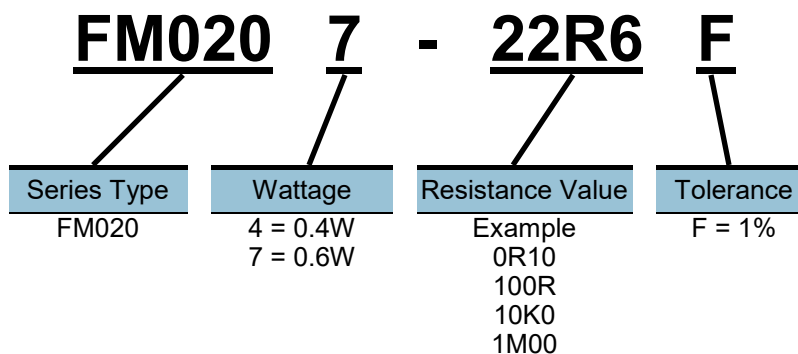 FM020 7 - 22R6 F
Series Type Wattage Resistance Value Tolerance
FM020 4 = 0.4W Example F = 1%
7 = 0.6W 0R10
100R
10K0
1M00